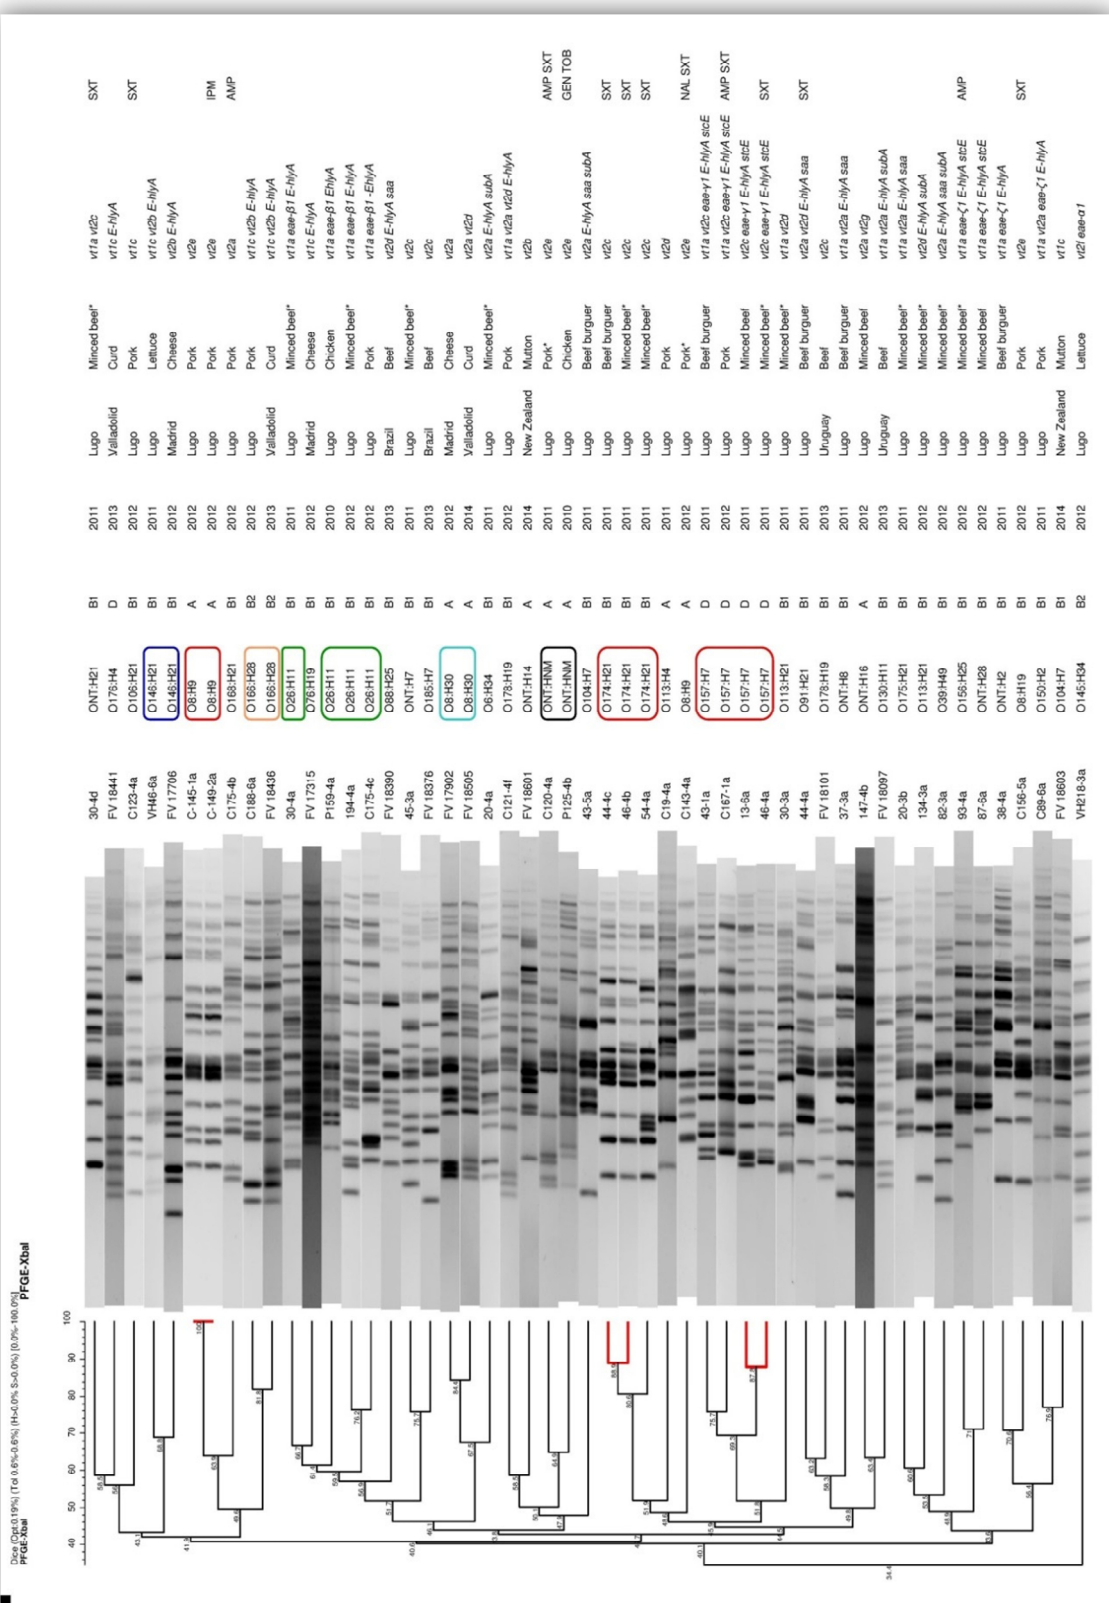 Dice (Opt:0.19%) (Tol 0.6%-0.6%) (H>0.0% S>0.0%) [0.0%-100.0%]
PFGE-XbaI PFGE-XbaI
40 50 60 70 80 90 100
30-4d ONT:H21 B1 2011 Lugo Minced beef* vt1a vt2c SXT
FV 18441 O176:H4 D 2013 Valladolid Curd vt1c E-hlyA
C123-4a O106:H21 B1 2012 Lugo Pork vt1c SXT
VH46-6a O146:H21 B1 2011 Lugo Lettuce vt1c vt2b E-hlyA
FV 17706 O146:H21 B1 2012 Madrid Cheese vt2b E-hlyA
C-145-1a O8:H9 A 2012 Lugo Pork vt2e
C-149-2a O8:H9 A 2012 Lugo Pork vt2e IPM
C175-4b O168:H21 B1 2012 Lugo Pork vt2a AMP
C188-6a O166:H28 B2 2012 Lugo Pork vt1c vt2b E-hlyA
FV 18436 O166:H28 B2 2013 Valladolid Curd vt1c vt2b E-hlyA
30-4a O26:H11 B1 2011 Lugo Minced beef* vt1a eae-β1 E-hlyA
FV 17315 O76:H19 B1 2012 Madrid Cheese vt1c E-hlyA
P159-4a O26:H11 B1 2010 Lugo Chicken vt1a eae-β1 EhlyA
194-4a O26:H11 B1 2012 Lugo Minced beef* vt1a eae-β1 E-hlyA
C175-4c O26:H11 B1 2012 Lugo Pork vt1a eae-β1 -EhlyA
FV 18390 O88:H25 B1 2013 Brazil Beef vt2d E-hlyA saa
45-3a ONT:H7 B1 2011 Lugo Minced beef* vt2c
FV 18376 O185:H7 B1 2013 Brazil Beef vt2c
FV 17902 O8:H30 A 2012 Madrid Cheese vt2a
FV 18505 O8:H30 A 2014 Valladolid Curd vt2a vt2d
20-4a O6:H34 B1 2011 Lugo Minced beef* vt2a E-hlyA subA
C121-4f O178:H19 B1 2012 Lugo Pork vt1a vt2a vt2d E-hlyA
FV 18601 ONT:H14 A 2014 New Zealand Mutton vt2b
C120-4a ONT:HNM A 2011 Lugo Pork* vt2e AMP SXT
P125-4b ONT:HNM A 2010 Lugo Chicken vt2e GEN TOB
43-5a O104:H7 B1 2011 Lugo Beef burguer vt2a E-hlyA saa subA
44-4c O174:H21 B1 2011 Lugo Beef burguer vt2c SXT
46-4b O174:H21 B1 2011 Lugo Minced beef* vt2c SXT
54-4a O174:H21 B1 2011 Lugo Minced beef* vt2c SXT
C19-4a O113:H4 A 2011 Lugo Pork vt2d
C143-4a O8:H9 A 2012 Lugo Pork* vt2e NAL SXT
43-1a O157:H7 D 2011 Lugo Beef burguer vt1a vt2c eae-γ1 E-hlyA stcE
C167-1a O157:H7 D 2012 Lugo Pork vt1a vt2c eae-γ1 E-hlyA stcE AMP SXT
13-6a O157:H7 D 2011 Lugo Minced beef vt2c eae-γ1 E-hlyA stcE
46-4a O157:H7 D 2011 Lugo Minced beef* vt2c eae-γ1 E-hlyA stcE SXT
30-3a O113:H21 B1 2011 Lugo Minced beef* vt1a vt2d
44-4a O91:H21 B1 2011 Lugo Beef burguer vt2a vt2d E-hlyA saa SXT
FV 18101 O178:H19 B1 2013 Uruguay Beef vt2c
37-3a ONT:H8 B1 2011 Lugo Beef burguer vt1a vt2a E-hlyA saa
147-4b ONT:H16 A 2012 Lugo Minced beef vt2a vt2g
FV 18097 O130:H11 B1 2013 Uruguay Beef vt1a vt2a E-hlyA subA
20-3b O175:H21 B1 2011 Lugo Minced beef* vt1a vt2a E-hlyA saa
134-3a O113:H21 B1 2012 Lugo Minced beef* vt2d E-hlyA subA
82-3a O39:H49 B1 2011 Lugo Minced beef* vt2a E-hlyA saa subA
93-4a O156:H25 B1 2012 Lugo Minced beef* vt1a eae-ζ1 E-hlyA stcE AMP
87-6a ONT:H28 B1 2012 Lugo Minced beef vt1a eae-ζ1 E-hlyA stcE
38-4a ONT:H2 B1 2011 Lugo Beef burguer vt1a eae-ζ1 E-hlyA
C156-5a O8:H19 B1 2012 Lugo Pork vt2e SXT
C89-6a O150:H2 B1 2011 Lugo Pork vt1a vt2a eae-ζ1 E-hlyA
FV 18603 O104:H7 B1 2014 New Zealand Mutton vt1c
VH218-3a O145:H34 B2 2012 Lugo Lettuce vt2f eae-α1